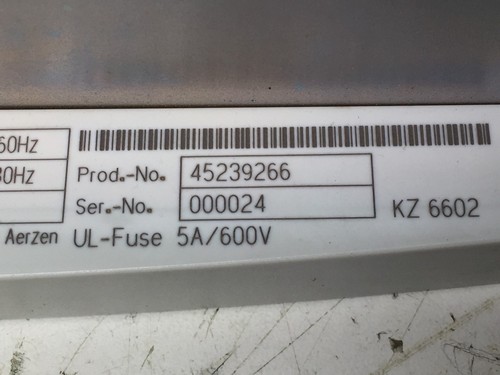 60Hz
30Hz
Prod.-No. 45239266
Ser.-No. 000024 KZ 6602
Aerzen UL-Fuse 5A/600V